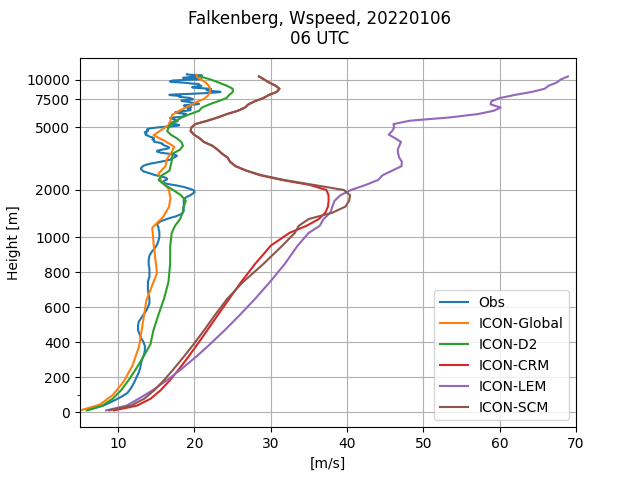 Falkenberg, Wspeed, 20220106
06 UTC
Height [m]
10000
7500
5000
2000
1000
800
600
400
200
0
Obs
ICON-Global
ICON-D2
ICON-CRM
ICON-LEM
ICON-SCM
10 20 30 40 50 60 70
[m/s]